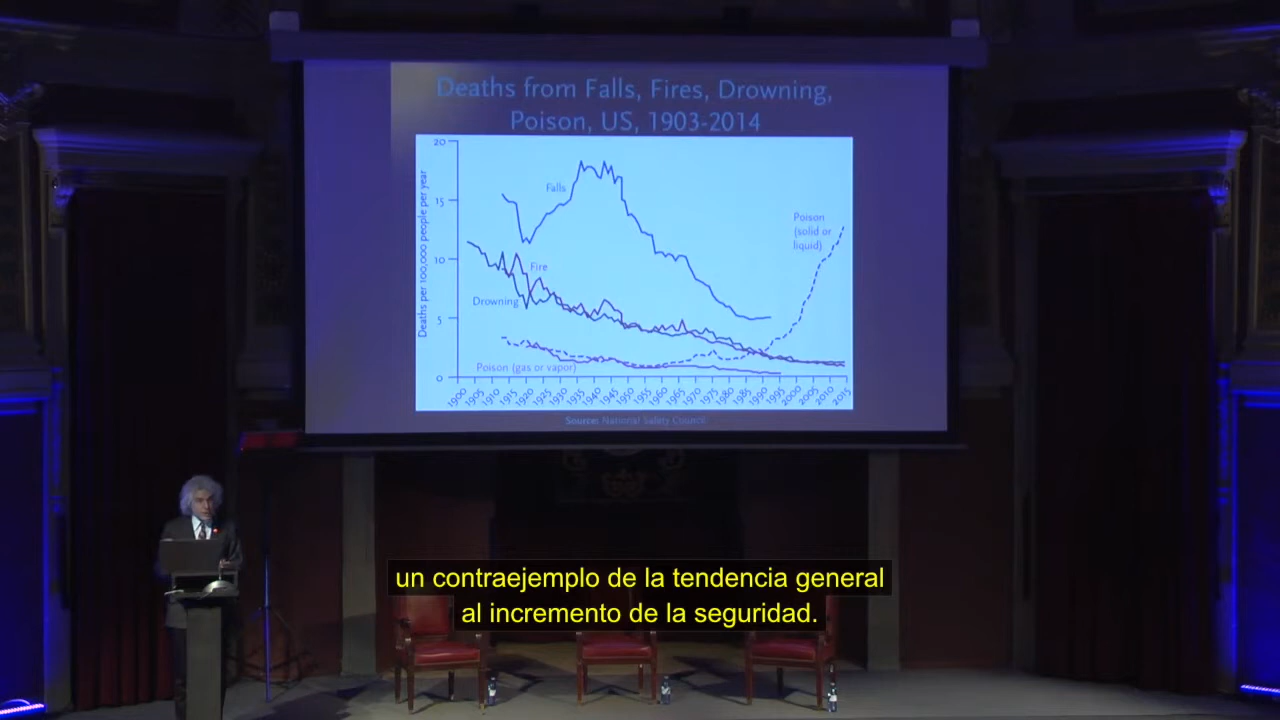 Deaths from Falls, Fires, Drowning,
Poison, US, 1903-2014
Deaths per 100,000 people per year
20
15
10
5
0
Falls
Fire
Drowning
Poison (gas or vapor)
Poison
(solid or
liquid)
1900 1905 1910 1915 1920 1925 1930 1935 1940 1945 1950 1955 1960 1965 1970 1975 1980 1985 1990 1995 2000 2005 2010 2015
Source: National Safety Council
un contraejemplo de la tendencia general
al incremento de la seguridad.